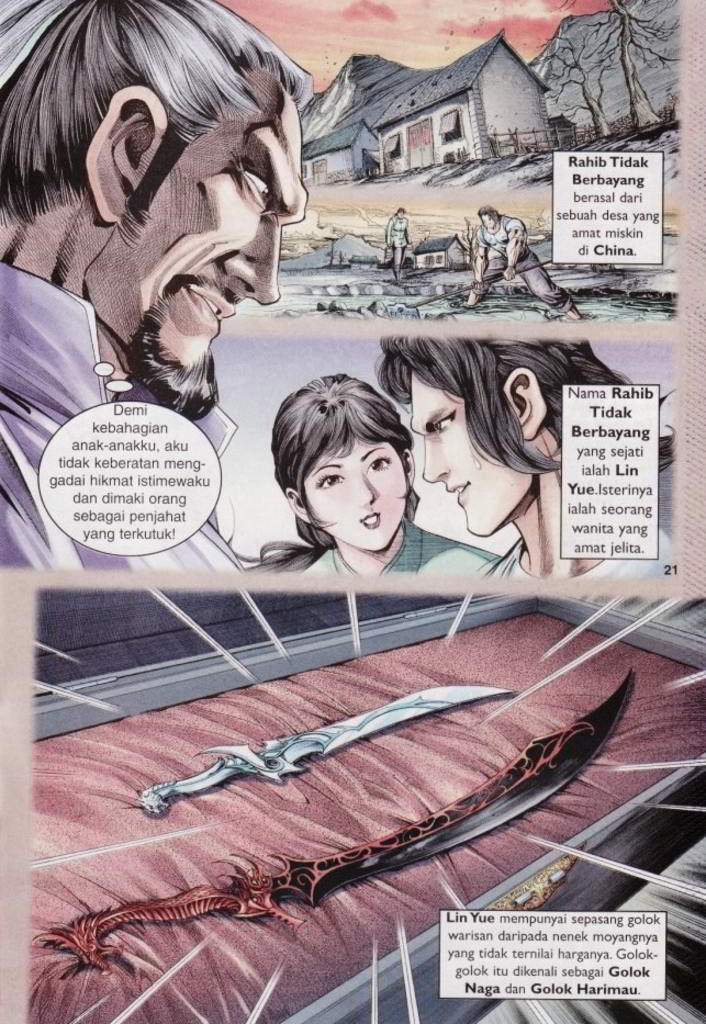 Rahib Tidak
Berbayang
berasal dari
sebuah desa yang
amat miskin
di China.
Demi
kebahagian
anak-anakku, aku
tidak keberatan meng-
gadai hikmat istimewaku
dan dimaki orang
sebagai penjahat
yang terkutuk!
Nama Rahib
Tidak
Berbayang
yang sejati
ialah Lin
Yue.Isterinya
ialah seorang
wanita yang
amat jelita.
21
Lin Yue mempunyai sepasang golok
warisan daripada nenek moyangnya
yang tidak ternilai harganya. Golok-
golok itu dikenali sebagai Golok
Naga dan Golok Harimau.